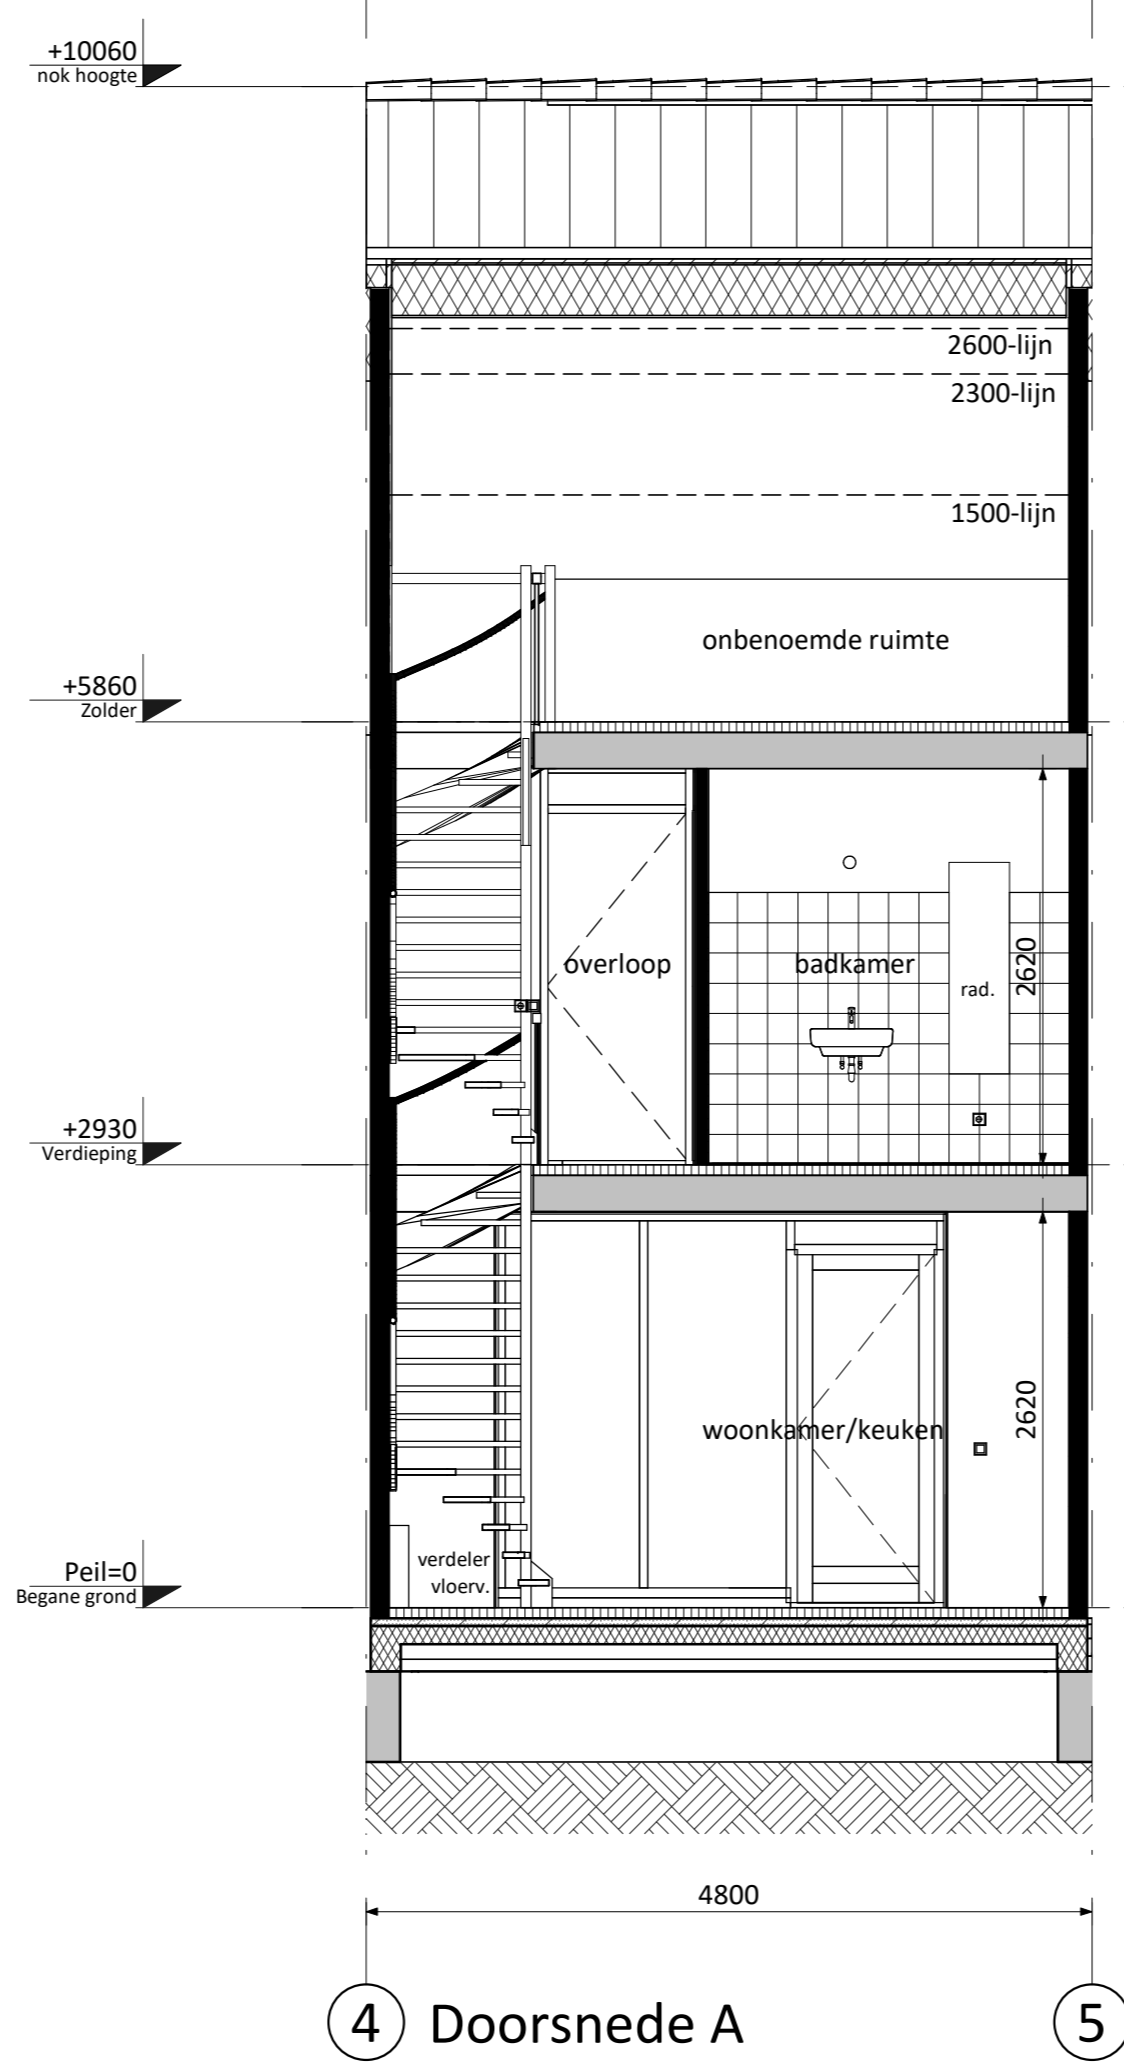 +10060
nok hoogte
2600-lijn
2300-lijn
1500-lijn
onbenoemde ruimte
+5860
Zolder
overloop
badkamer
rad.
2620
+2930
Verdieping
woonkamer/keuken
2620
verdeler
vloerv.
Peil=0
Begane grond
4800
4 Doorsnede A 5